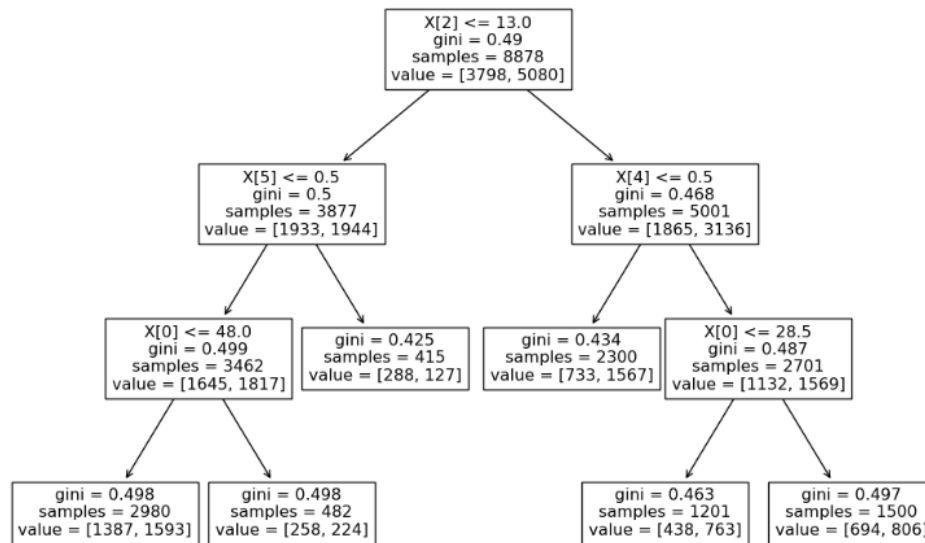 X[2] <= 13.0
gini = 0.49
samples = 8878
value = [3798, 5080]
X[5] <= 0.5
gini = 0.5
samples = 3877
value = [1933, 1944]
X[4] <= 0.5
gini = 0.468
samples = 5001
value = [1865, 3136]
X[0] <= 48.0
gini = 0.499
samples = 3462
value = [1645, 1817]
gini = 0.425
samples = 415
value = [288, 127]
gini = 0.434
samples = 2300
value = [733, 1567]
X[0] <= 28.5
gini = 0.487
samples = 2701
value = [1132, 1569]
gini = 0.498
samples = 2980
value = [1387, 1593]
gini = 0.498
samples = 482
value = [258, 224]
gini = 0.463
samples = 1201
value = [438, 763]
gini = 0.497
samples = 1500
value = [694, 806]